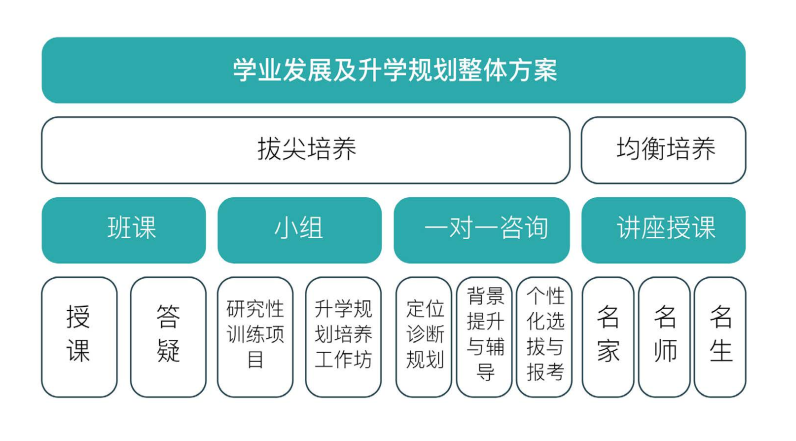 学业发展及升学规划整体方案
拔尖培养
均衡培养
班课
小组
一对一咨询
讲座授课
授
课
答
疑
研究性
训练项
目
升学规
划培养
工作坊
定位
诊断
规划
背景
提升
与辅
导
个性
化选
拔与
报考
名
家
名
师
名
生